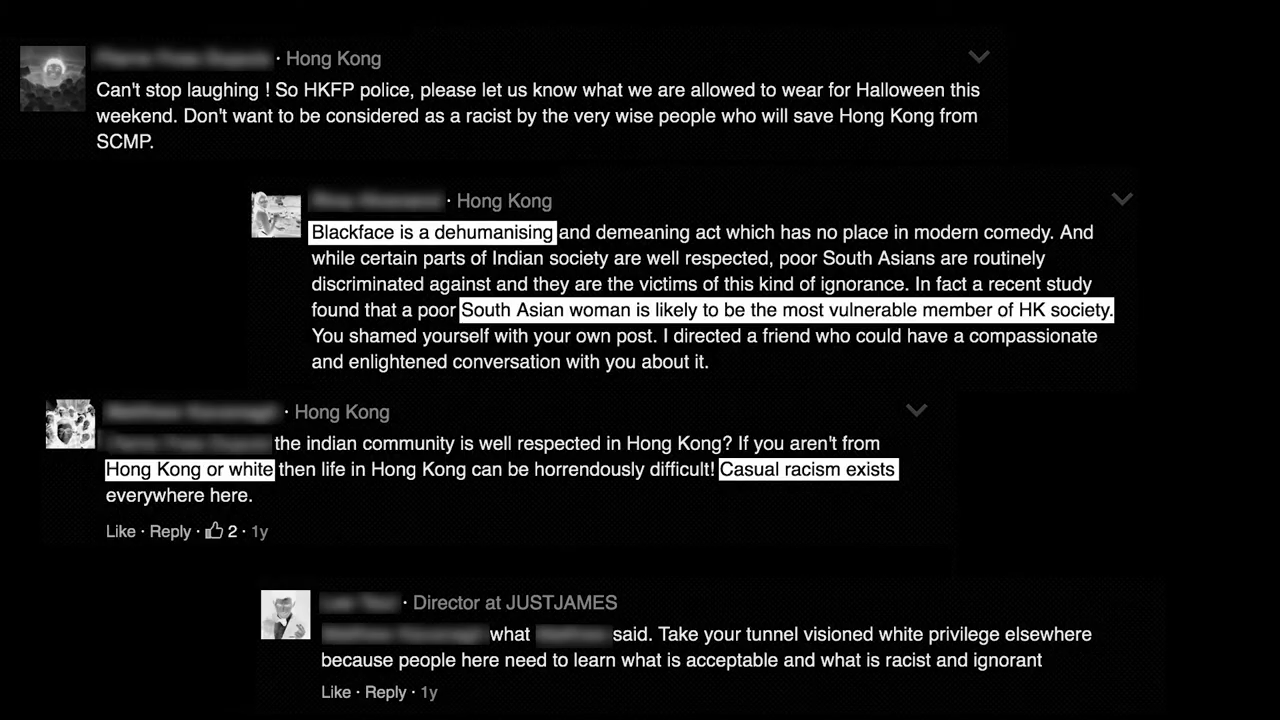 · Hong Kong
Can't stop laughing ! So HKFP police, please let us know what we are allowed to wear for Halloween this
weekend. Don't want to be considered as a racist by the very wise people who will save Hong Kong from
SCMP.
· Hong Kong
Blackface is a dehumanising and demeaning act which has no place in modern comedy. And
while certain parts of Indian society are well respected, poor South Asians are routinely
discriminated against and they are the victims of this kind of ignorance. In fact a recent study
found that a poor South Asian woman is likely to be the most vulnerable member of HK society.
You shamed yourself with your own post. I directed a friend who could have a compassionate
and enlightened conversation with you about it.
· Hong Kong
the indian community is well respected in Hong Kong? If you aren't from
Hong Kong or white then life in Hong Kong can be horrendously difficult! Casual racism exists
everywhere here.
Like · Reply · 2 · 1y
· Director at JUSTJAMES
what said. Take your tunnel visioned white privilege elsewhere
because people here need to learn what is acceptable and what is racist and ignorant
Like · Reply · 1y